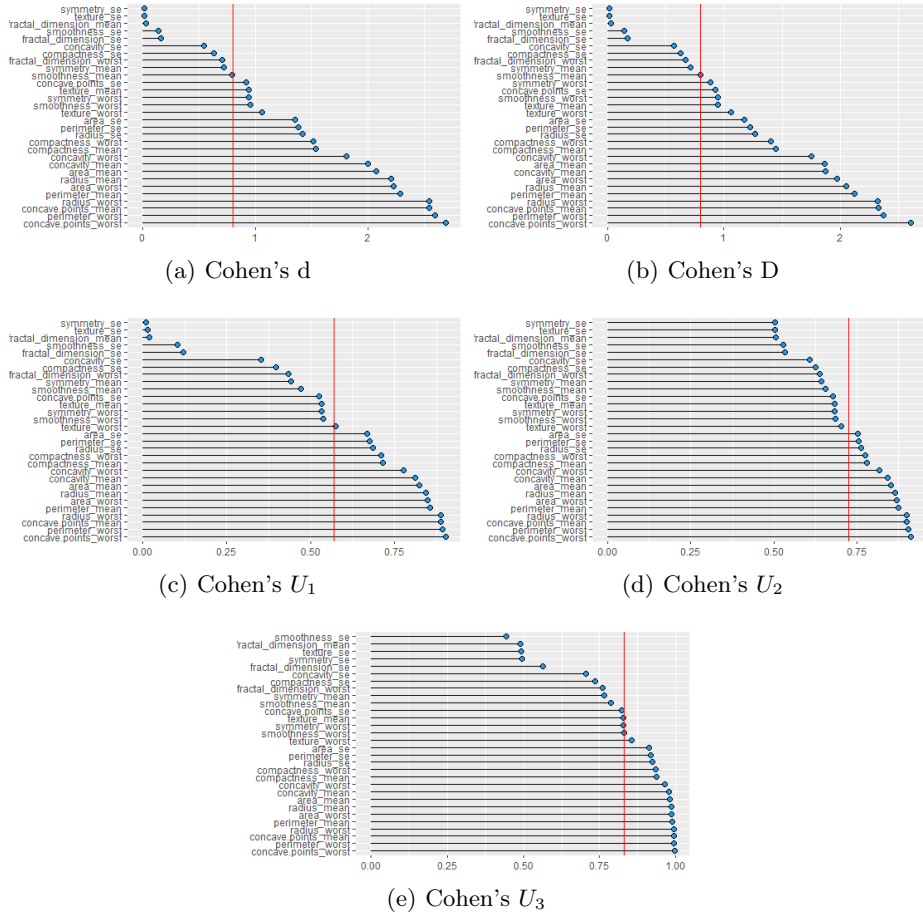 symmetry_se
texture_se
fractal_dimension_mean
smoothness_se
fractal_dimension_se
concavity_se
compactness_se
fractal_dimension_worst
symmetry_mean
smoothness_mean
concave.points_se
texture_mean
symmetry_worst
smoothness_worst
texture_worst
area_se
perimeter_se
radius_se
compactness_worst
compactness_mean
concavity_worst
concavity_mean
area_mean
radius_mean
area_worst
perimeter_mean
radius_worst
concave.points_mean
perimeter_worst
concave.points_worst
0 1 2
(a) Cohen's d
symmetry_se
texture_se
fractal_dimension_mean
smoothness_se
fractal_dimension_se
concavity_se
compactness_se
fractal_dimension_worst
symmetry_mean
smoothness_mean
symmetry_worst
concave.points_se
smoothness_worst
texture_mean
texture_worst
area_se
perimeter_se
radius_se
compactness_worst
compactness_mean
concavity_worst
concavity_mean
area_mean
area_worst
radius_mean
perimeter_mean
radius_worst
concave.points_mean
perimeter_worst
concave.points_worst
0 1 2
(b) Cohen's D
symmetry_se
texture_se
fractal_dimension_mean
smoothness_se
fractal_dimension_se
concavity_se
compactness_se
fractal_dimension_worst
symmetry_mean
smoothness_mean
concave.points_se
texture_mean
symmetry_worst
smoothness_worst
texture_worst
area_se
perimeter_se
radius_se
compactness_worst
compactness_mean
concavity_worst
concavity_mean
area_mean
radius_mean
area_worst
perimeter_mean
radius_worst
concave.points_mean
perimeter_worst
concave.points_worst
0.00 0.25 0.50 0.75
(c) Cohen's U1
symmetry_se
texture_se
fractal_dimension_mean
smoothness_se
fractal_dimension_se
concavity_se
compactness_se
fractal_dimension_worst
symmetry_mean
smoothness_mean
concave.points_se
texture_mean
symmetry_worst
smoothness_worst
texture_worst
area_se
perimeter_se
radius_se
compactness_worst
compactness_mean
concavity_worst
concavity_mean
area_mean
radius_mean
area_worst
perimeter_mean
radius_worst
concave.points_mean
perimeter_worst
concave.points_worst
0.00 0.25 0.50 0.75
(d) Cohen's U2
smoothness_se
fractal_dimension_mean
texture_se
symmetry_se
fractal_dimension_se
concavity_se
compactness_se
fractal_dimension_worst
symmetry_mean
smoothness_mean
concave.points_se
texture_mean
symmetry_worst
smoothness_worst
texture_worst
area_se
perimeter_se
radius_se
compactness_worst
compactness_mean
concavity_worst
concavity_mean
area_mean
radius_mean
area_worst
perimeter_mean
radius_worst
concave.points_mean
perimeter_worst
concave.points_worst
0.00 0.25 0.50 0.75 1.00
(e) Cohen's U3